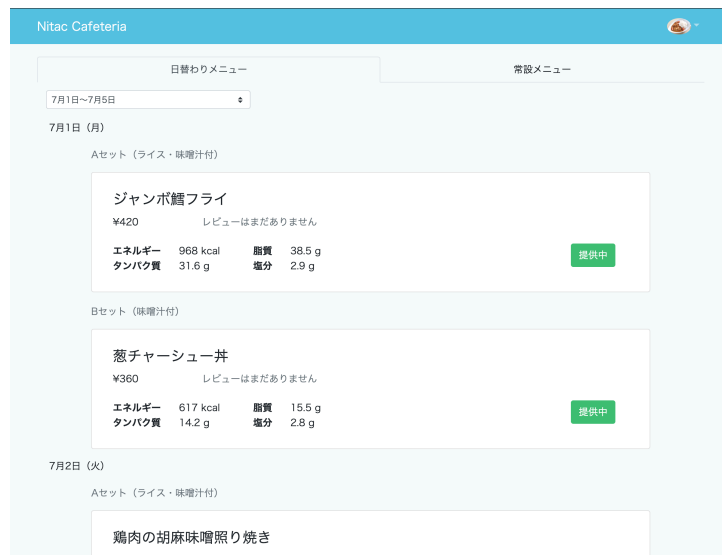 Nitac Cafeteria
日替わりメニュー 常設メニュー
7月1日〜7月5日
7月1日（月）
Aセット（ライス・味噌汁付）
ジャンボ鱈フライ
¥420 レビューはまだありません
エネルギー 968 kcal 脂質 38.5 g
タンパク質 31.6 g 塩分 2.9 g
提供中
Bセット（味噌汁付）
葱チャーシュー丼
¥360 レビューはまだありません
エネルギー 617 kcal 脂質 15.5 g
タンパク質 14.2 g 塩分 2.8 g
提供中
7月2日（火）
Aセット（ライス・味噌汁付）
鶏肉の胡麻味噌照り焼き